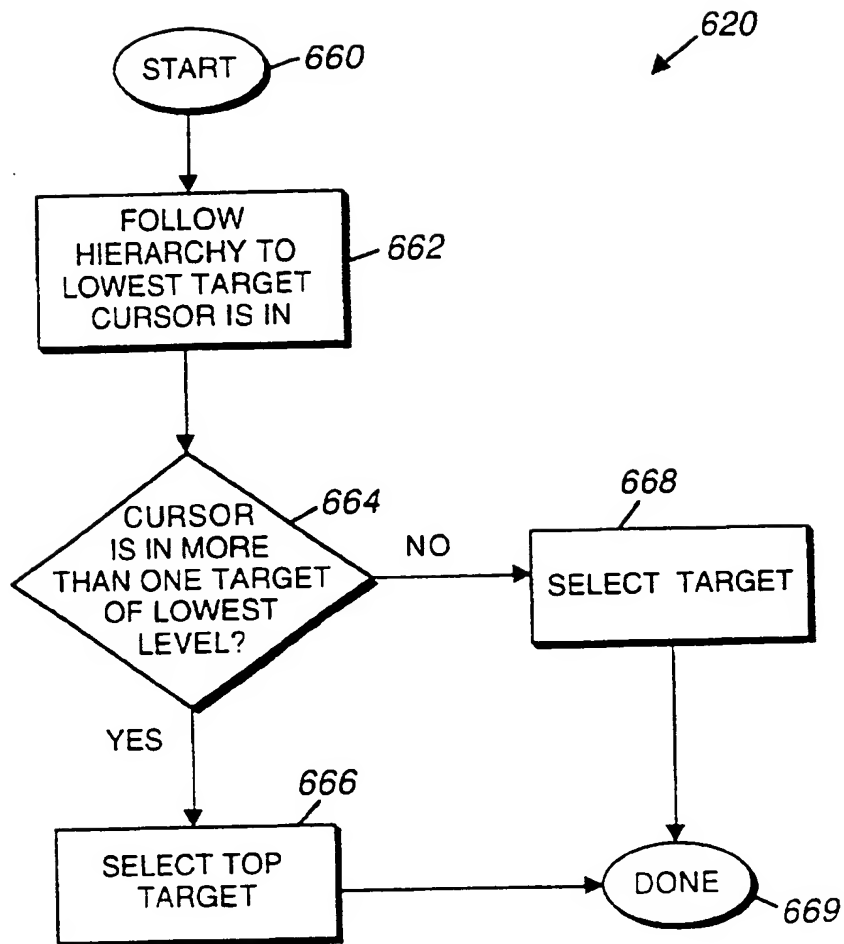 620
START
660
FOLLOW
HIERARCHY TO
LOWEST TARGET
CURSOR IS IN
662
CURSOR
IS IN MORE
THAN ONE TARGET
OF LOWEST
LEVEL?
664
NO
668
SELECT TARGET
YES
666
SELECT TOP
TARGET
DONE
669